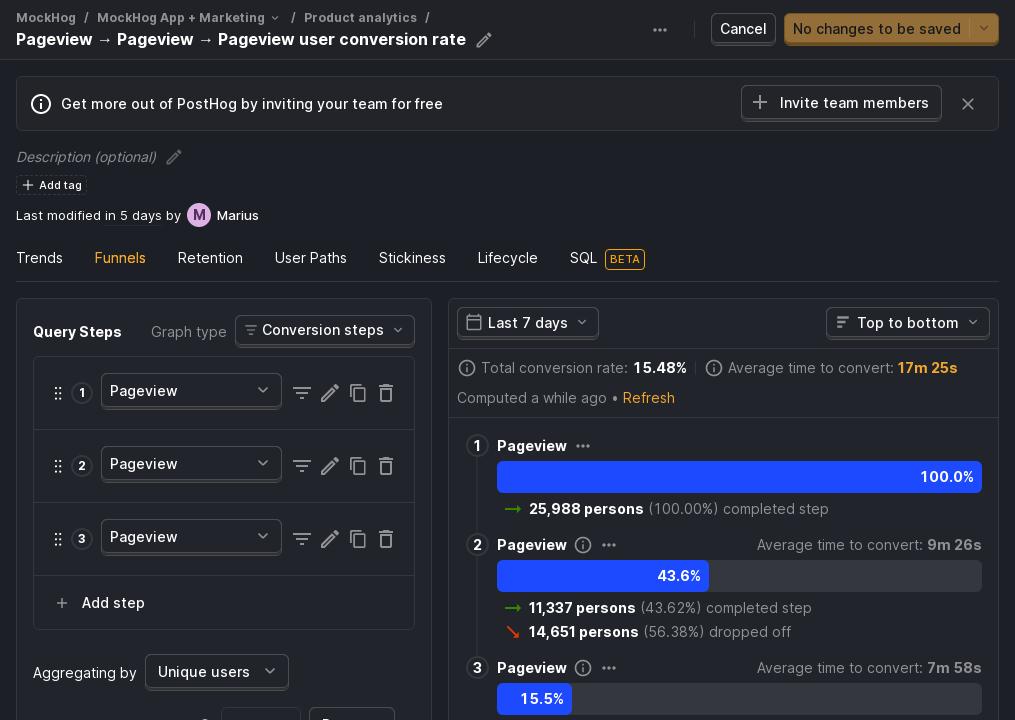 MockHog / MockHog App + Marketing / Product analytics /
Pageview → Pageview → Pageview user conversion rate
Cancel
No changes to be saved
Get more out of PostHog by inviting your team for free
Invite team members
Description (optional)
Add tag
Last modified in 5 days by M Marius
Trends Funnels Retention User Paths Stickiness Lifecycle SQL BETA
Query Steps Graph type Conversion steps
1 Pageview
2 Pageview
3 Pageview
Add step
Aggregating by Unique users
Last 7 days
Top to bottom
Total conversion rate: 15.48% Average time to convert: 17m 25s
Computed a while ago • Refresh
1 Pageview
100.0%
25,988 persons (100.00%) completed step
2 Pageview Average time to convert: 9m 26s
43.6%
11,337 persons (43.62%) completed step
14,651 persons (56.38%) dropped off
3 Pageview Average time to convert: 7m 58s
15.5%